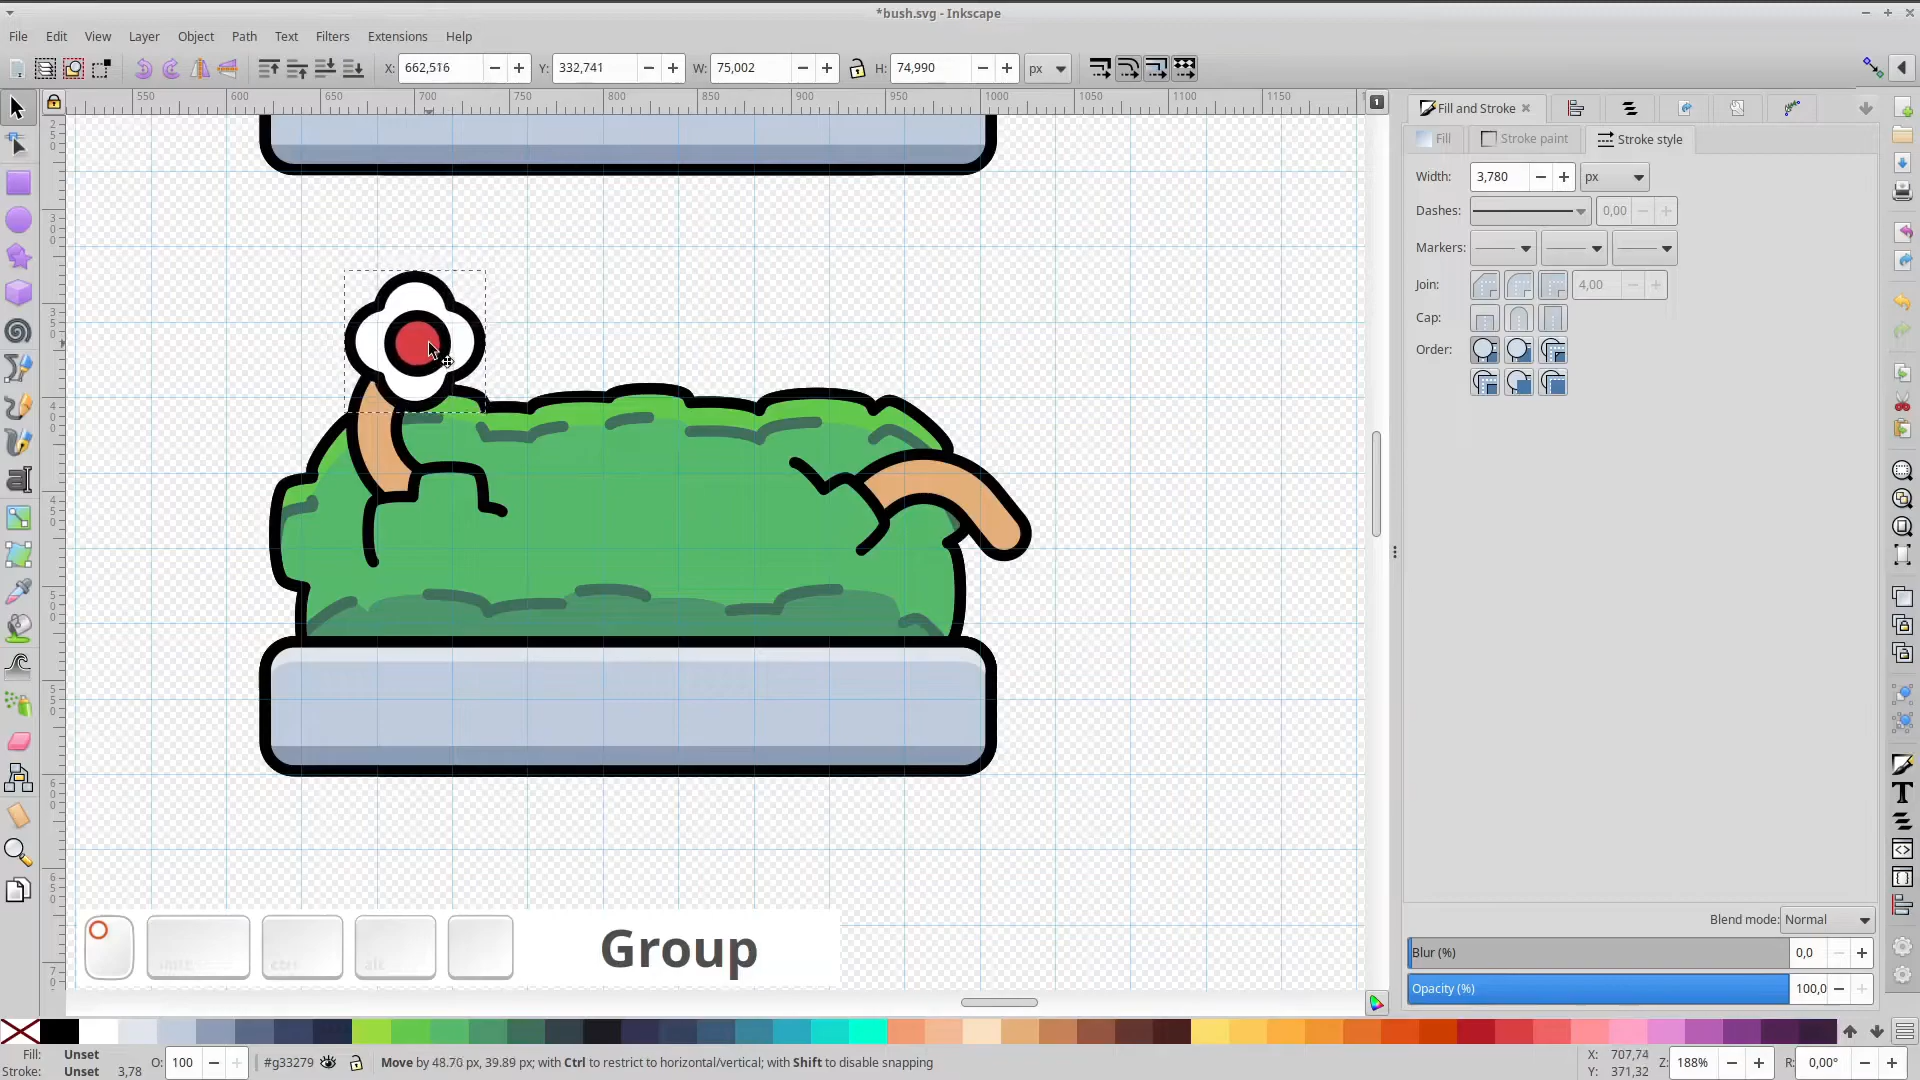 *bush.svg - Inkscape
File Edit View Layer Object Path Text Filters Extensions Help
X: 662,516 Y: 332,741 W: 75,002 H: 74,990 px
550 600 650 700 750 800 850 900 950 1000 1050 1100 1150
1
Fill and Stroke
Fill Stroke paint Stroke style
Width: 3,780 px
Dashes: 0,00
Markers:
Join: 4,00
Cap:
Order:
Group
shift ctrl alt
Blend mode: Normal
Blur (%) 0,0
Opacity (%) 100,0
Fill: Unset
Stroke: Unset 3,78
O: 100
#g33279
Move by 48.70 px, 39.89 px; with Ctrl to restrict to horizontal/vertical; with Shift to disable snapping
X: 707,74
Y: 371,32
Z: 188%
R: 0,00°